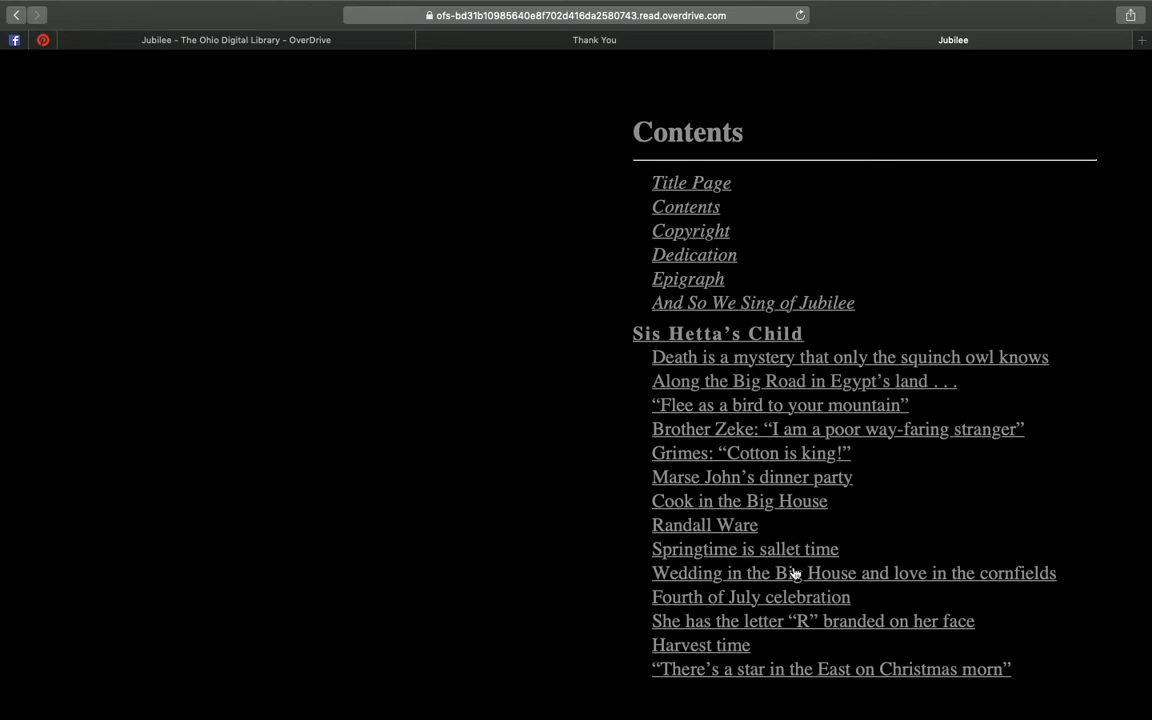 ofs-bd31b10985640e8f702d416da2580743.read.overdrive.com
Jubilee - The Ohio Digital Library - OverDrive
Thank You
Jubilee
Contents
Title Page
Contents
Copyright
Dedication
Epigraph
And So We Sing of Jubilee
Sis Hetta’s Child
Death is a mystery that only the squinch owl knows
Along the Big Road in Egypt’s land . . .
“Flee as a bird to your mountain”
Brother Zeke: “I am a poor way-faring stranger”
Grimes: “Cotton is king!”
Marse John’s dinner party
Cook in the Big House
Randall Ware
Springtime is sallet time
Wedding in the Big House and love in the cornfields
Fourth of July celebration
She has the letter “R” branded on her face
Harvest time
“There’s a star in the East on Christmas morn”